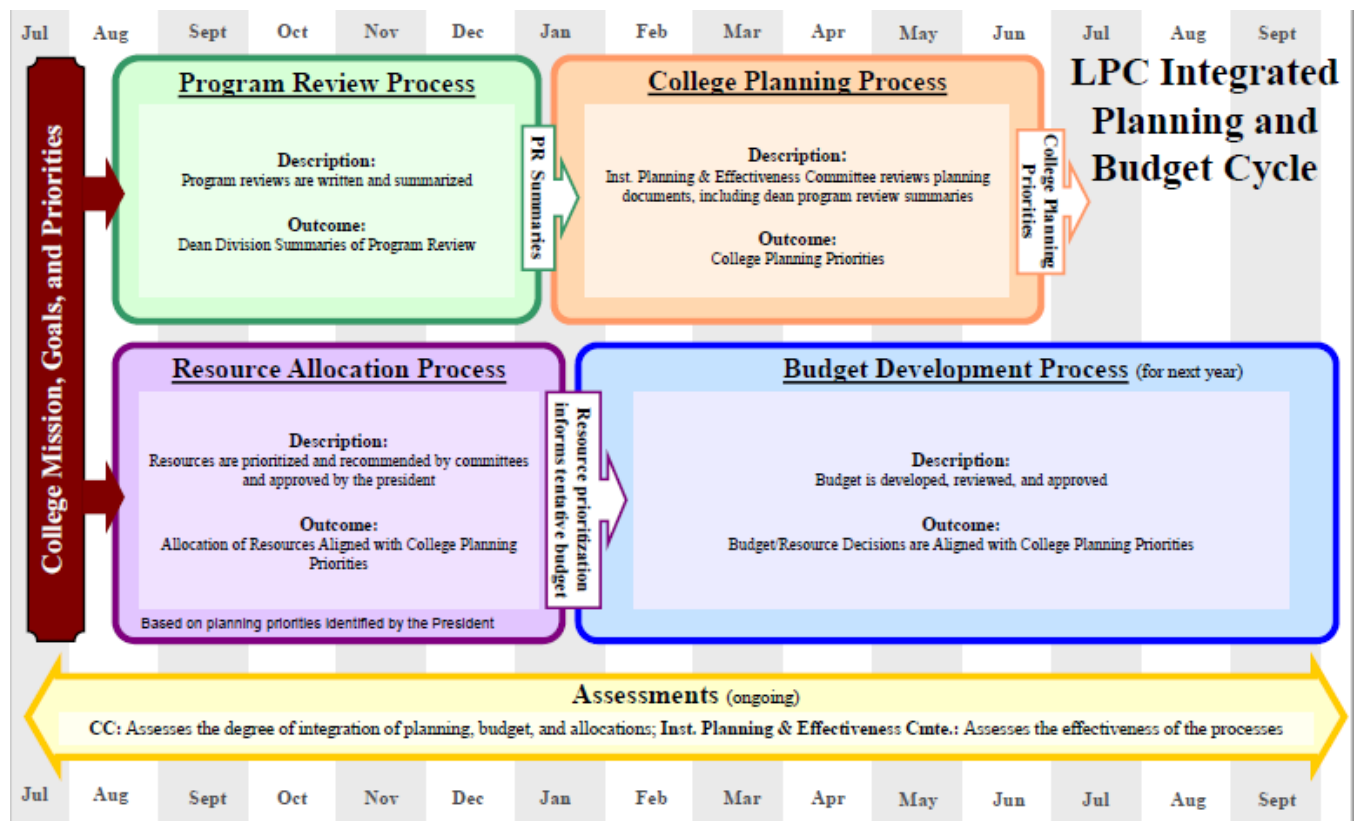 Jul Aug Sept Oct Nov Dec Jan Feb Mar Apr May Jun Jul Aug Sept
LPC Integrated
Planning and
Budget Cycle
College Mission, Goals, and Priorities
Program Review Process
Description:
Program reviews are written and summarized
Outcome:
Dean Division Summaries of Program Review
PR Summaries
College Planning Process
Description:
Inst. Planning & Effectiveness Committee reviews planning
documents, including dean program review summaries
Outcome:
College Planning Priorities
College Planning
Priorities
Resource Allocation Process
Description:
Resources are prioritized and recommended by committees
and approved by the president
Outcome:
Allocation of Resources Aligned with College Planning
Priorities
Based on planning priorities identified by the President
Resource prioritization
informs tentative budget
Budget Development Process (for next year)
Description:
Budget is developed, reviewed, and approved
Outcome:
Budget/Resource Decisions are Aligned with College Planning Priorities
Assessments (ongoing)
CC: Assesses the degree of integration of planning, budget, and allocations; Inst. Planning & Effectiveness Cmte.: Assesses the effectiveness of the processes
Jul Aug Sept Oct Nov Dec Jan Feb Mar Apr May Jun Jul Aug Sept